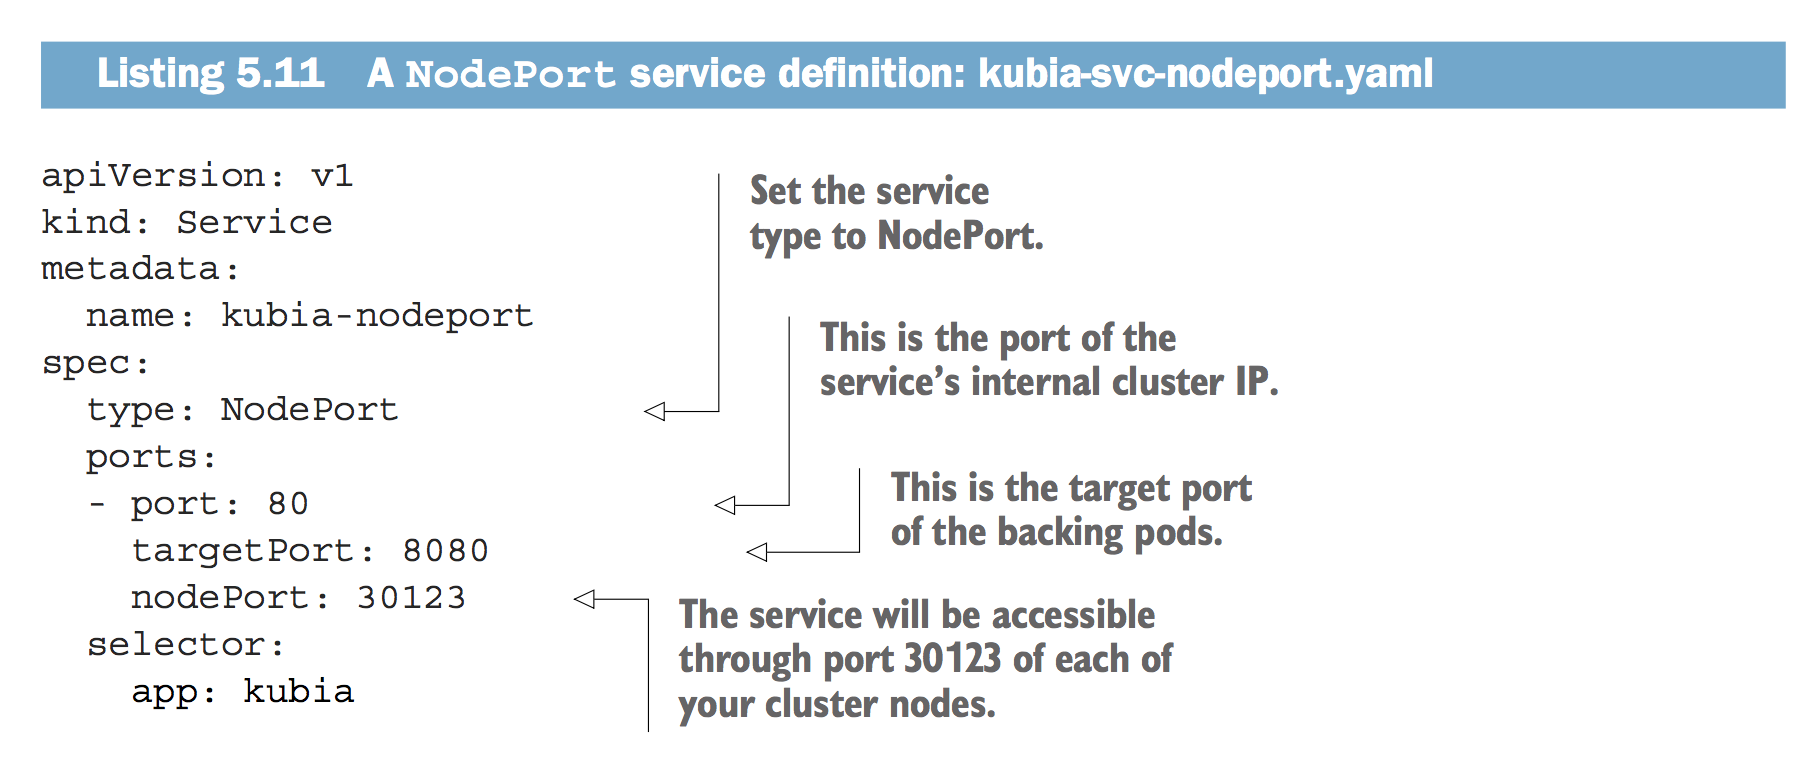 Listing 5.11 A NodePort service definition: kubia-svc-nodeport.yaml
apiVersion: v1
kind: Service
metadata:
  name: kubia-nodeport
spec:
  type: NodePort
  ports:
  - port: 80
    targetPort: 8080
    nodePort: 30123
  selector:
    app: kubia
Set the service
type to NodePort.
This is the port of the
service’s internal cluster IP.
This is the target port
of the backing pods.
The service will be accessible
through port 30123 of each of
your cluster nodes.